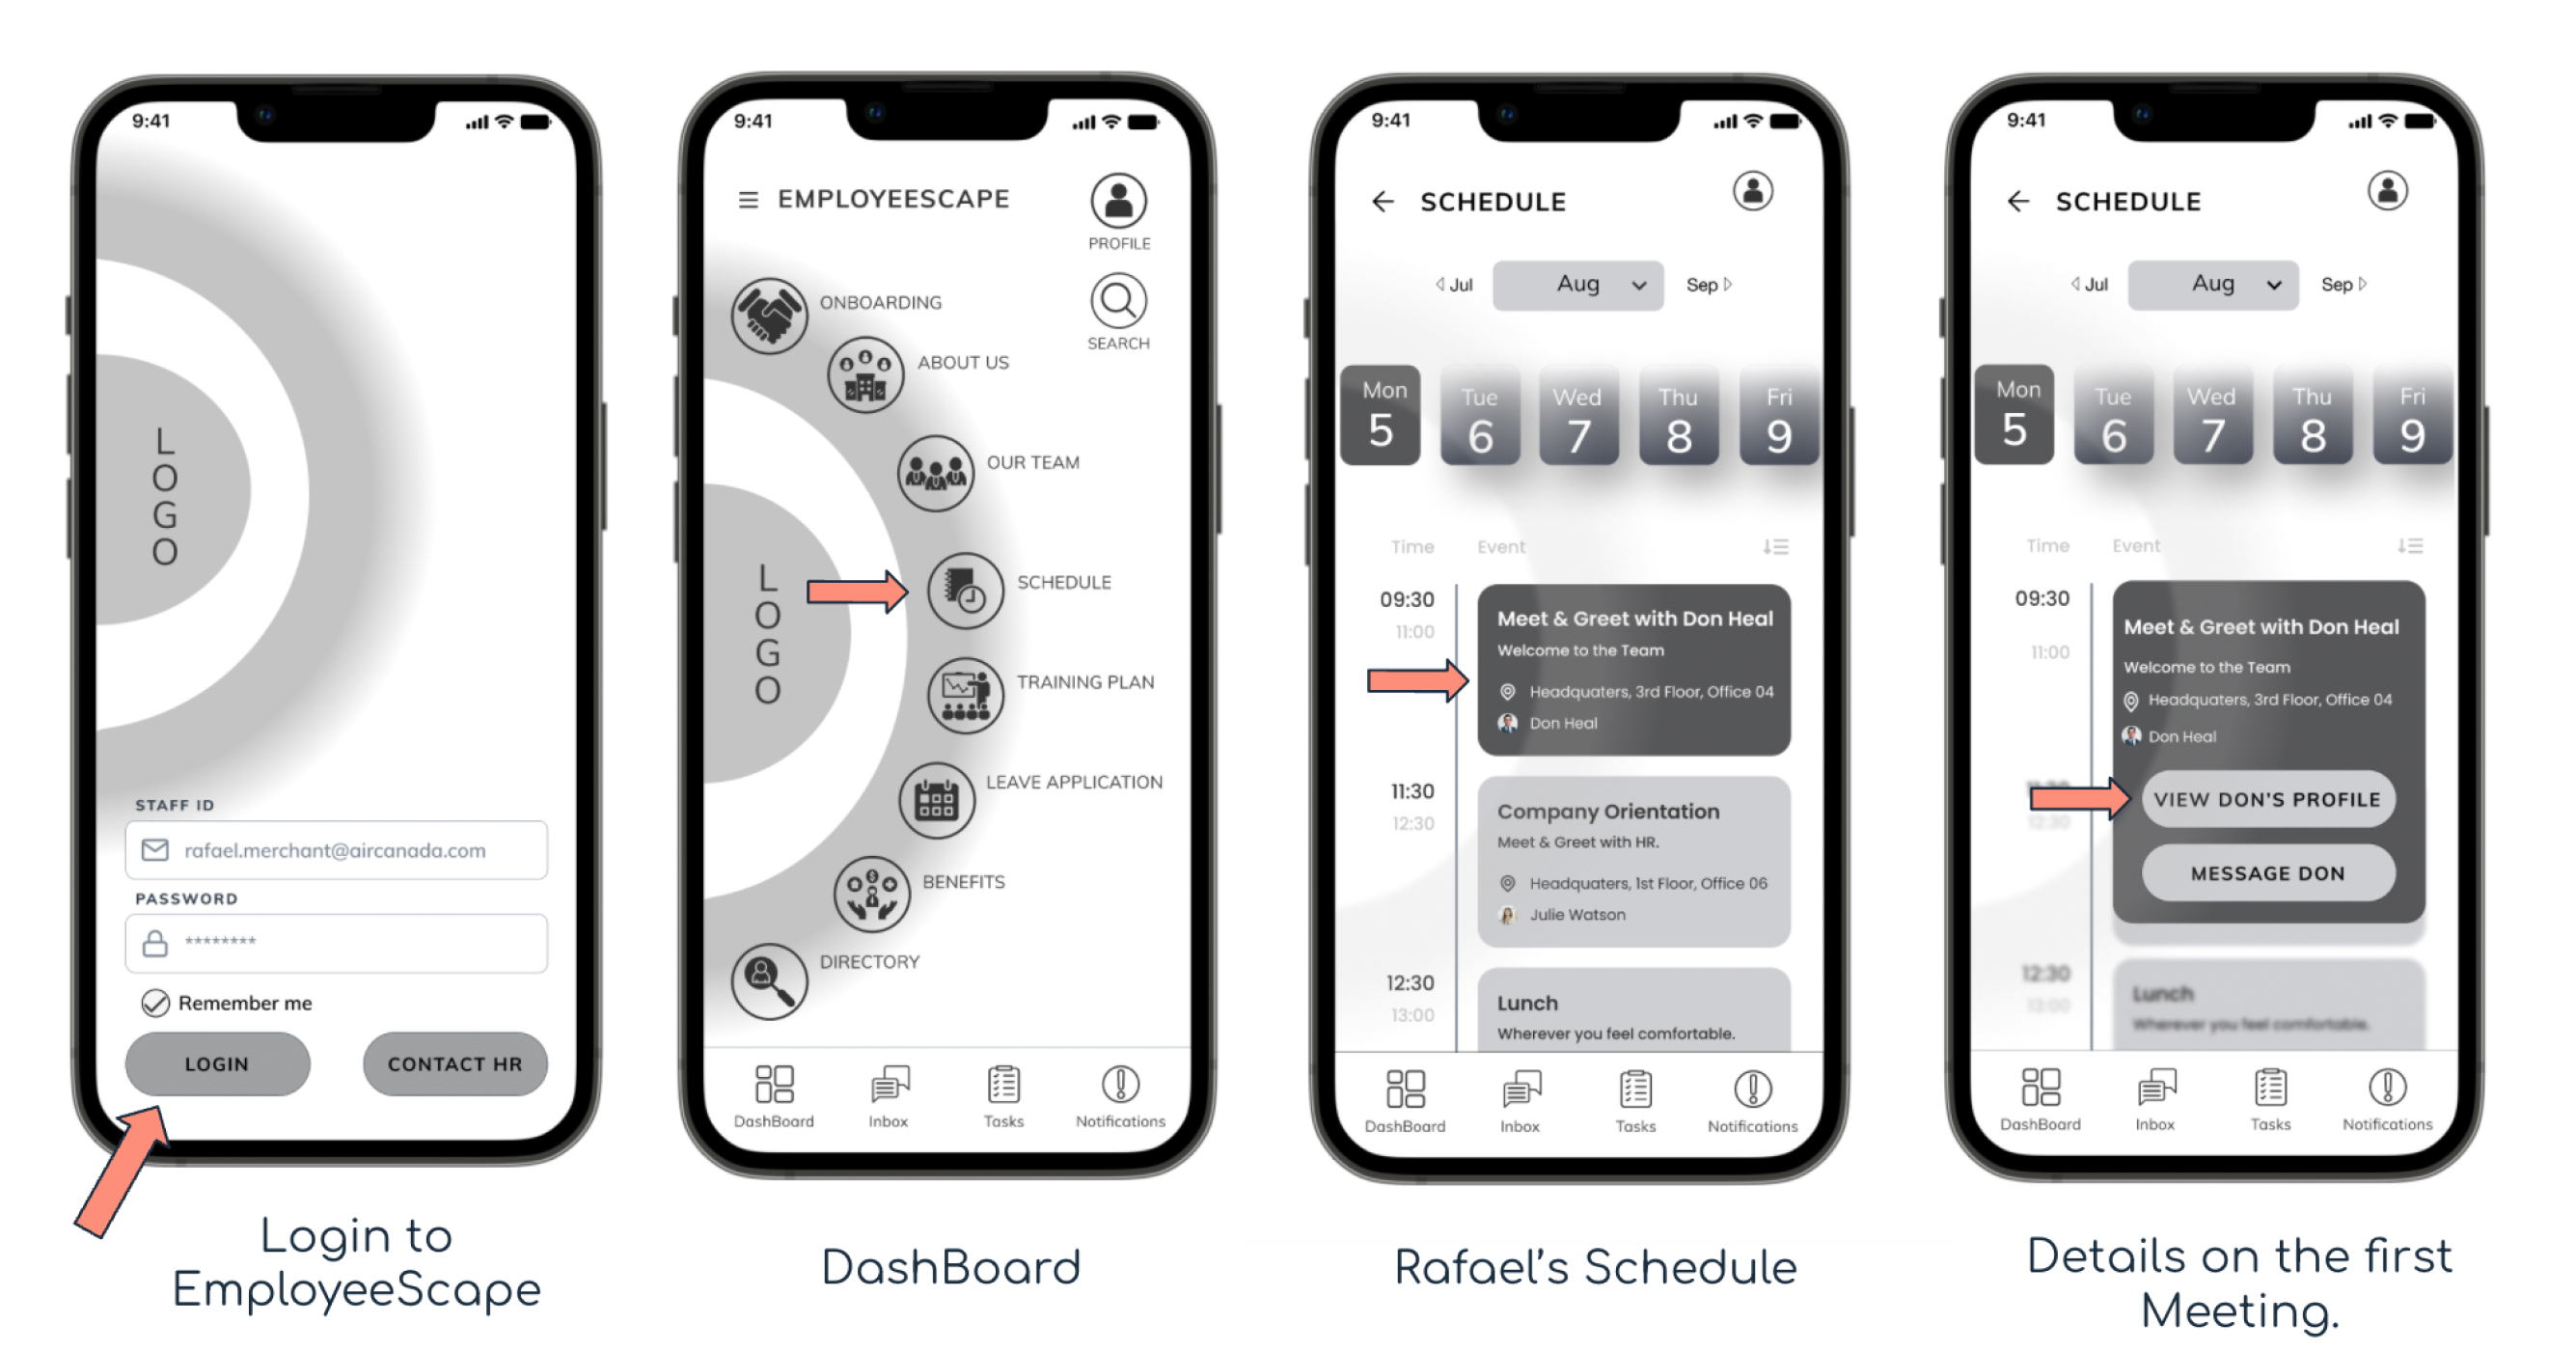 9:41
L
O
G
O
STAFF ID
rafael.merchant@aircanada.com
PASSWORD
********
Remember me
LOGIN
CONTACT HR
Login to
EmployeeScape
9:41
EMPLOYEESCAPE
PROFILE
SEARCH
ONBOARDING
ABOUT US
OUR TEAM
SCHEDULE
TRAINING PLAN
LEAVE APPLICATION
BENEFITS
DIRECTORY
L
O
G
O
DashBoard
Inbox
Tasks
Notifications
DashBoard
9:41
SCHEDULE
Jul
Aug
Sep
Mon
5
Tue
6
Wed
7
Thu
8
Fri
9
Time
Event
09:30
11:00
Meet & Greet with Don Heal
Welcome to the Team
Headquaters, 3rd Floor, Office 04
Don Heal
11:30
12:30
Company Orientation
Meet & Greet with HR.
Headquaters, 1st Floor, Office 06
Julie Watson
12:30
13:00
Lunch
Wherever you feel comfortable.
DashBoard
Inbox
Tasks
Notifications
Rafael's Schedule
9:41
SCHEDULE
Jul
Aug
Sep
Mon
5
Tue
6
Wed
7
Thu
8
Fri
9
Time
Event
09:30
11:00
Meet & Greet with Don Heal
Welcome to the Team
Headquaters, 3rd Floor, Office 04
Don Heal
VIEW DON'S PROFILE
MESSAGE DON
12:30
12:30
13:00
Lunch
Wherever you feel comfortable.
DashBoard
Inbox
Tasks
Notifications
Details on the first
Meeting.